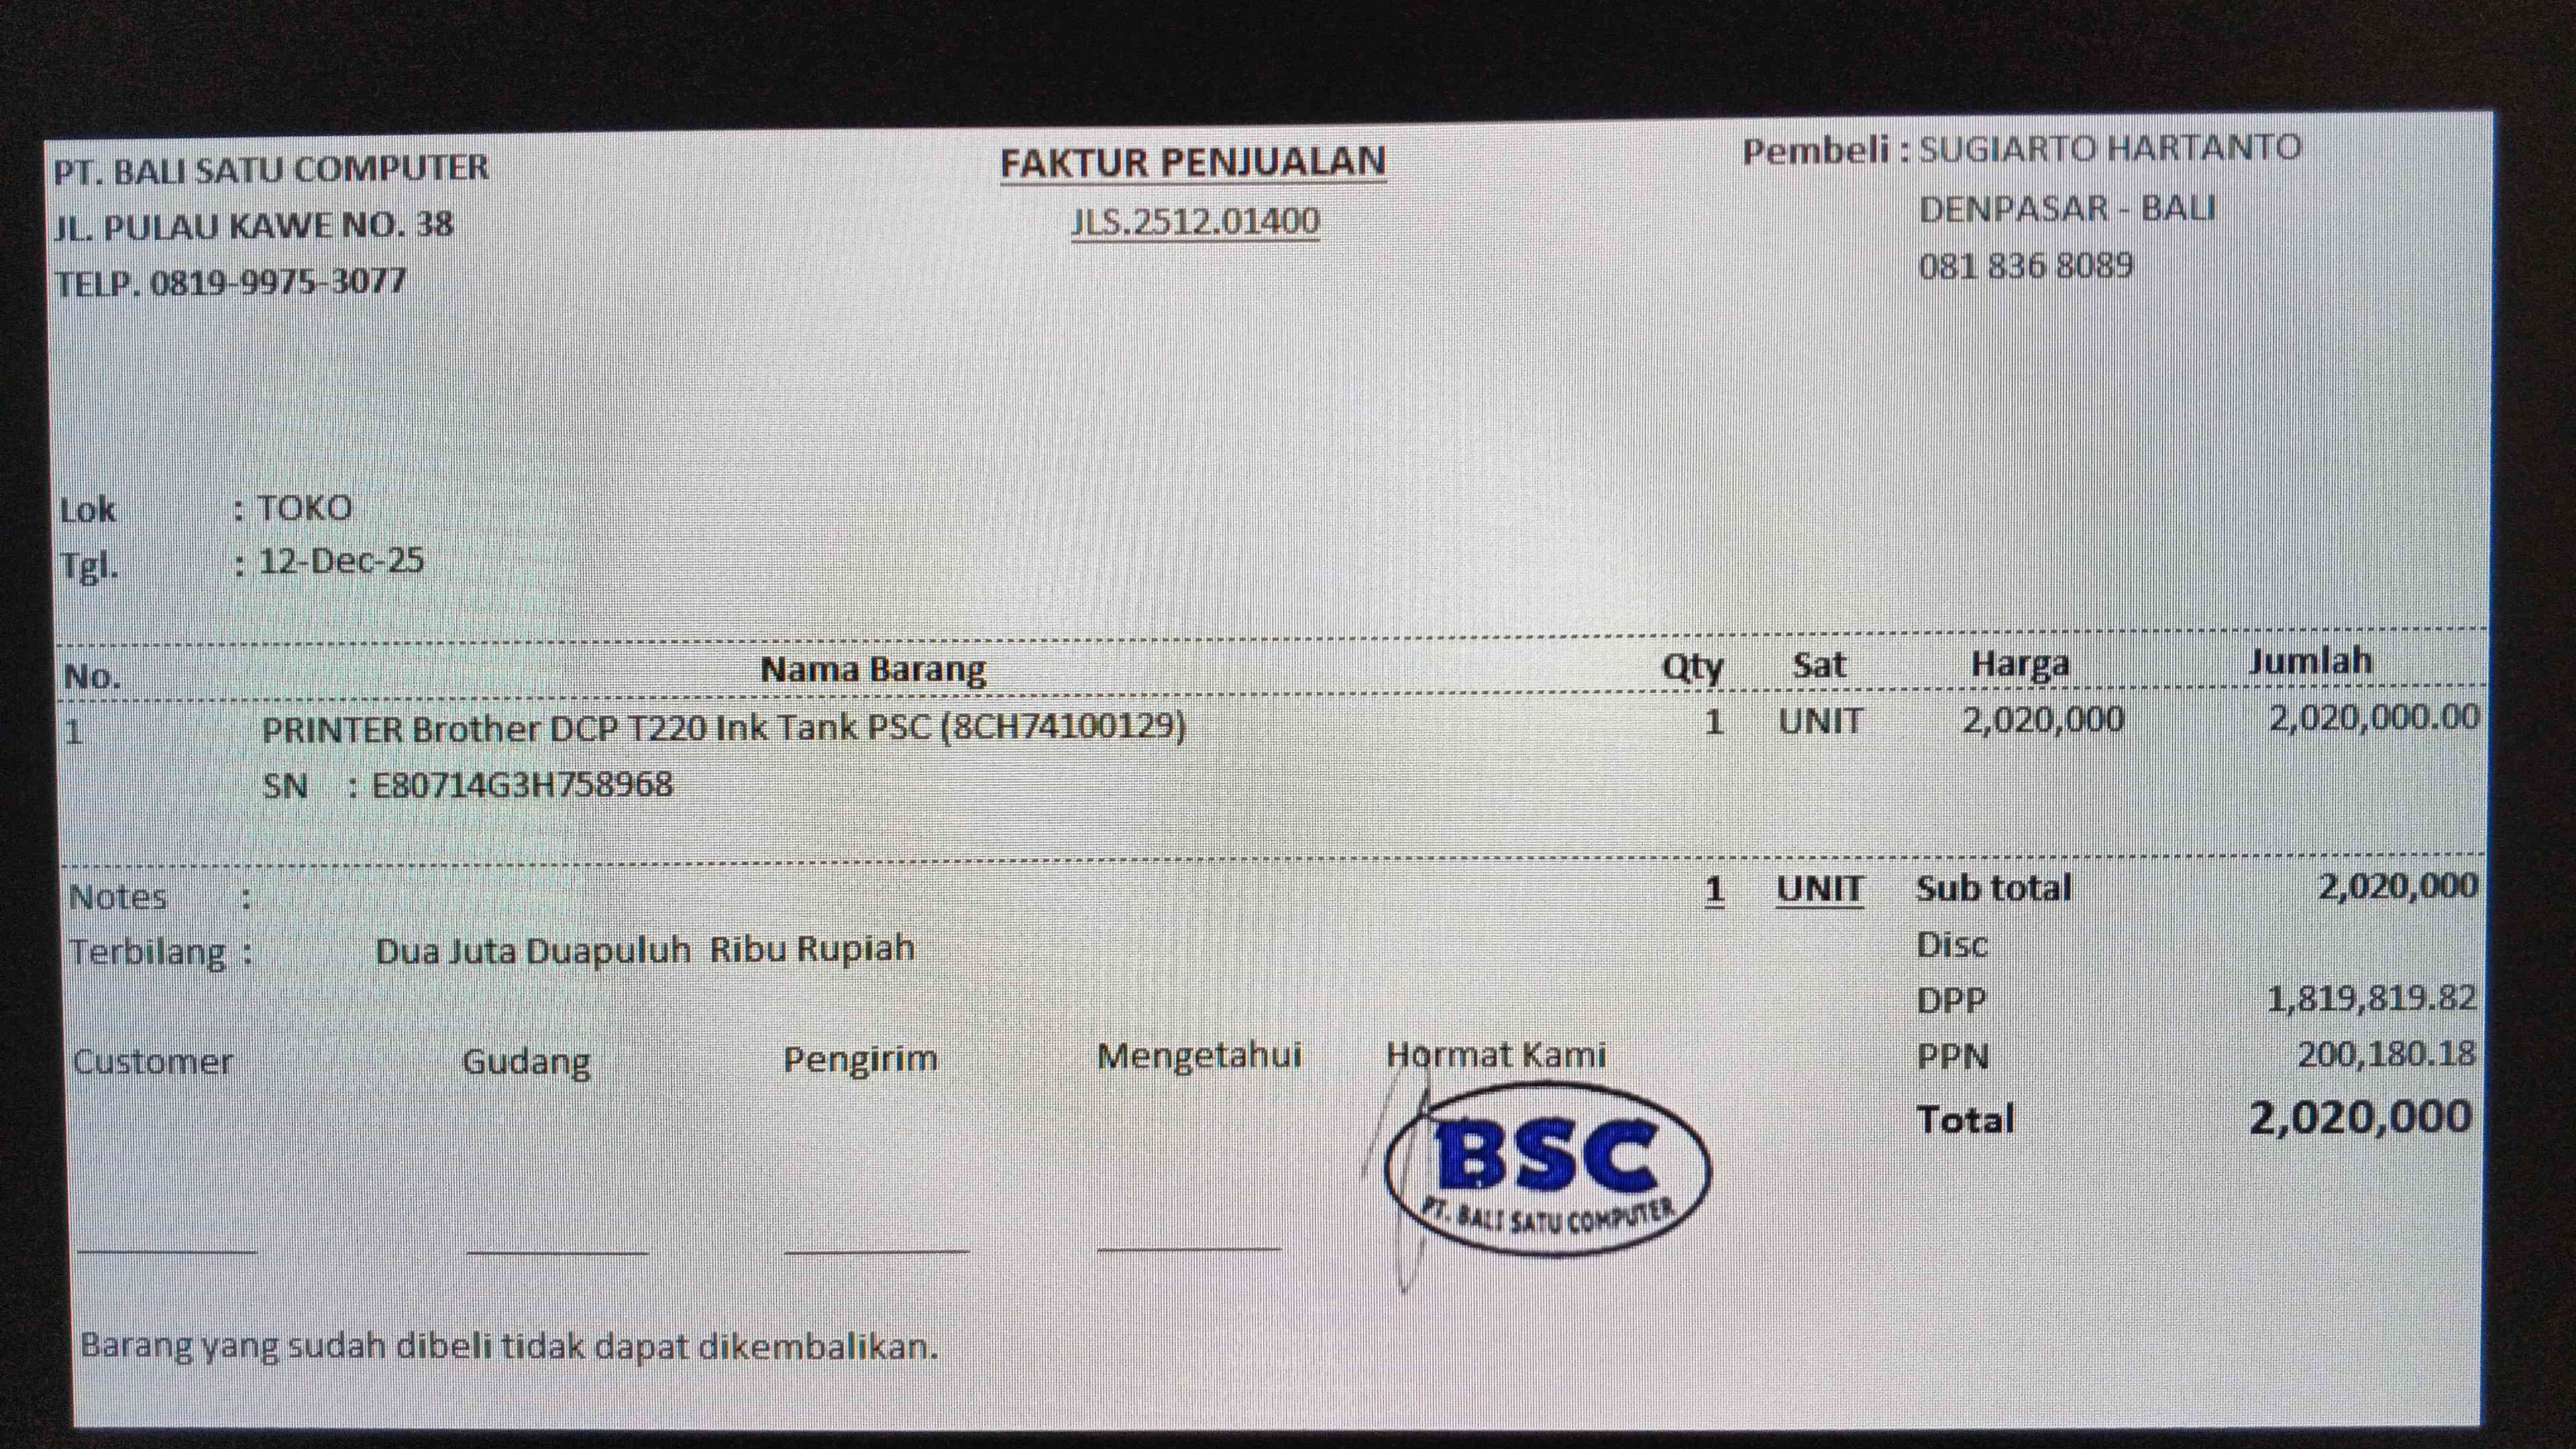 PT. BALI SATU COMPUTER
JL. PULAU KAWE NO. 38
TELP. 0819-9975-3077
FAKTUR PENJUALAN
JLS.2512.01400
Pembeli : SUGIARTO HARTANTO
DENPASAR - BALI
081 836 8089
Lok : TOKO
Tgl. : 12-Dec-25
No. Nama Barang Qty Sat Harga Jumlah
1 PRINTER Brother DCP T220 Ink Tank PSC (8CH74100129) 1 UNIT 2,020,000 2,020,000.00
SN : E80714G3H758968
Notes : 1 UNIT Sub total 2,020,000
Terbilang : Dua Juta Duapuluh Ribu Rupiah Disc
DPP 1,819,819.82
Customer Gudang Pengirim Mengetahui Hormat Kami PPN 200,180.18
Total 2,020,000
BSC
PT. BALI SATU COMPUTER
Barang yang sudah dibeli tidak dapat dikembalikan.